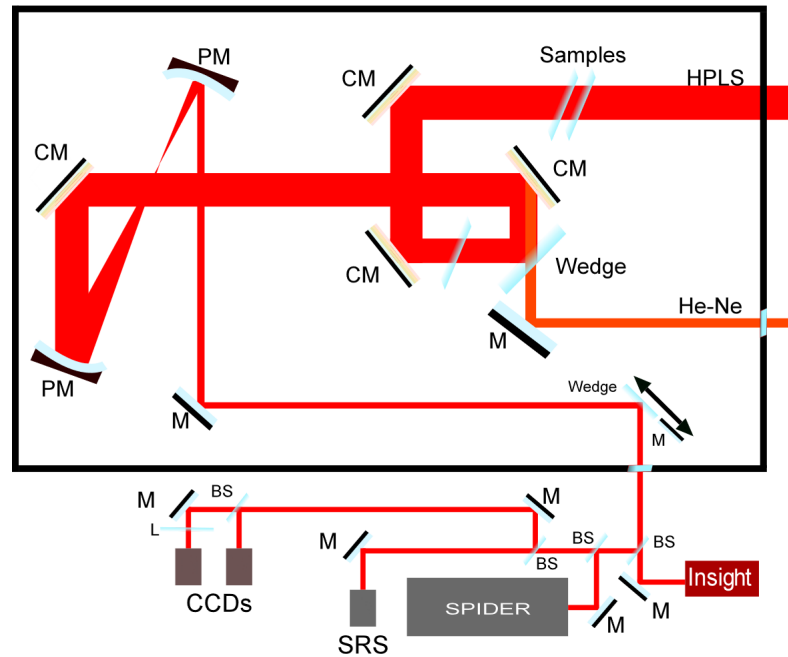 Samples
PM
HPLS
CM
CM
CM
CM
Wedge
He-Ne
M
PM
Wedge
M
M
M
BS
M
L
M
BS
BS
BS
Insight
CCDs
SPIDER
M
M
SRS